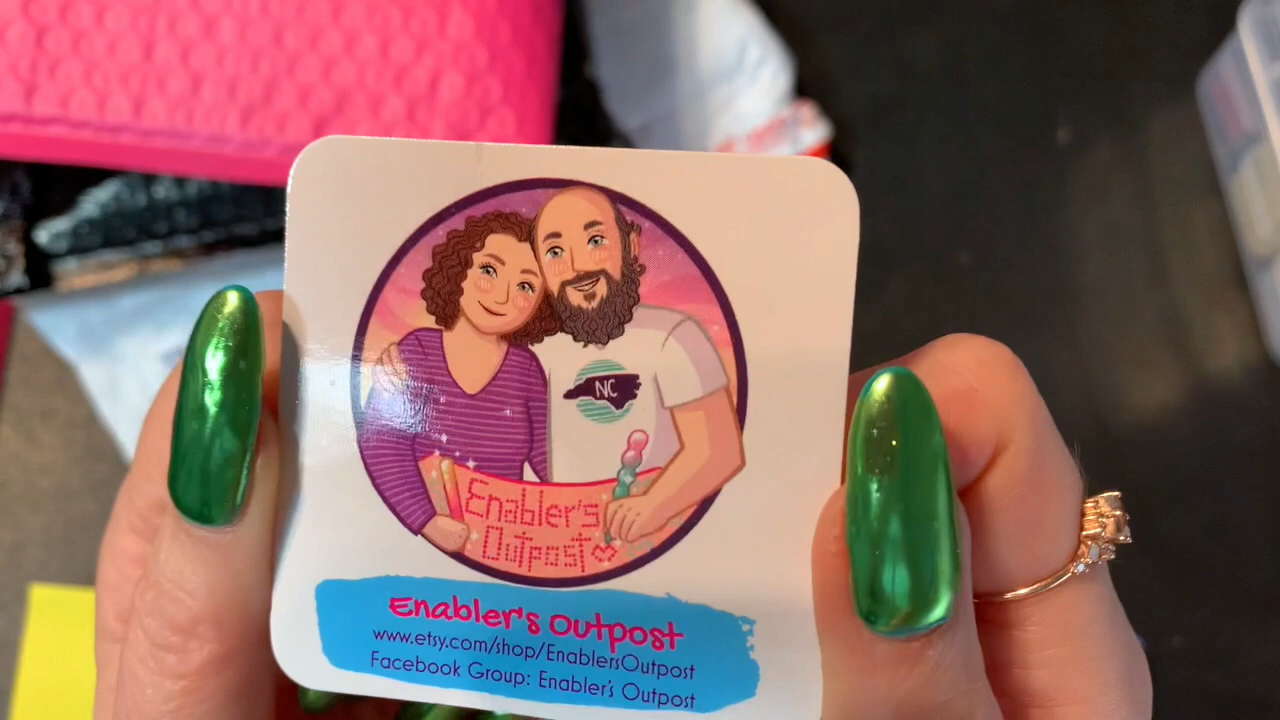 NC
Enabler's
Outpost
Enabler's Outpost
www.etsy.com/shop/EnablersOutpost
Facebook Group: Enabler's Outpost